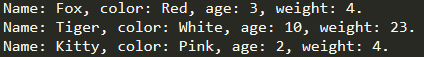 Name: Fox, color: Red, age: 3, weight: 4.
Name: Tiger, color: White, age: 10, weight: 23.
Name: Kitty, color: Pink, age: 2, weight: 4.